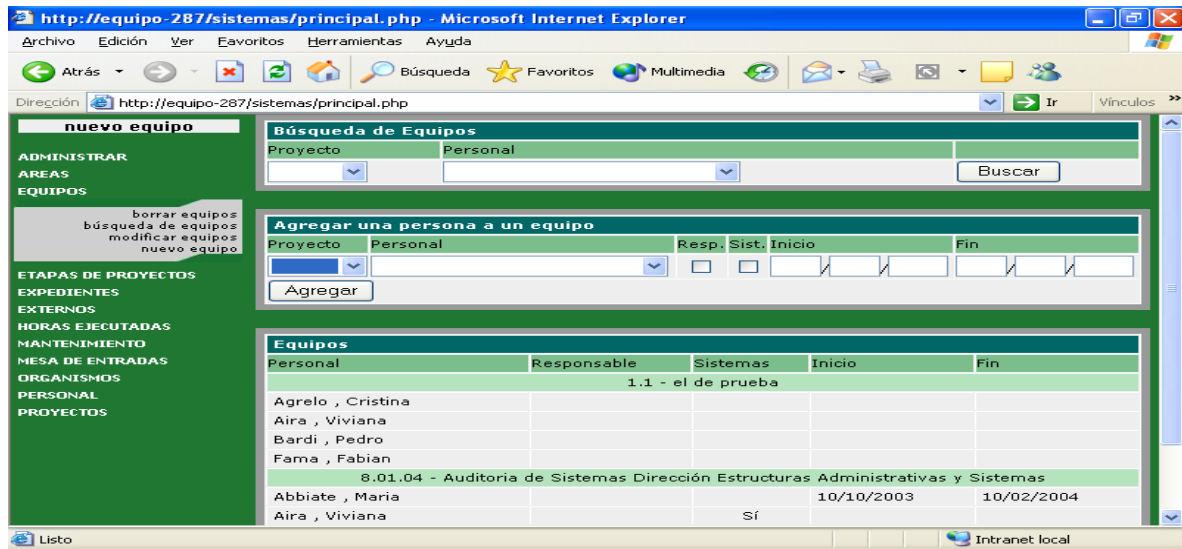 http://equipo-287/sistemas/principal.php - Microsoft Internet Explorer
Archivo Edición Ver Favoritos Herramientas Ayuda
Atrás Búsqueda Favoritos Multimedia
Dirección http://equipo-287/sistemas/principal.php Ir Vínculos »
nuevo equipo
ADMINISTRAR
AREAS
EQUIPOS
borrar equipos
búsqueda de equipos
modificar equipos
nuevo equipo
ETAPAS DE PROYECTOS
EXPEDIENTES
EXTERNOS
HORAS EJECUTADAS
MANTENIMIENTO
MESA DE ENTRADAS
ORGANISMOS
PERSONAL
PROYECTOS
Búsqueda de Equipos
Proyecto Personal
Buscar
Agregar una persona a un equipo
Proyecto Personal Resp. Sist. Inicio Fin
/ / / /
Agregar
Equipos
Personal Responsable Sistemas Inicio Fin
1.1 - el de prueba
Agrelo , Cristina
Aira , Viviana
Bardi , Pedro
Fama , Fabian
8.01.04 - Auditoria de Sistemas Dirección Estructuras Administrativas y Sistemas
Abbiate , Maria 10/10/2003 10/02/2004
Aira , Viviana Sí
Listo Intranet local